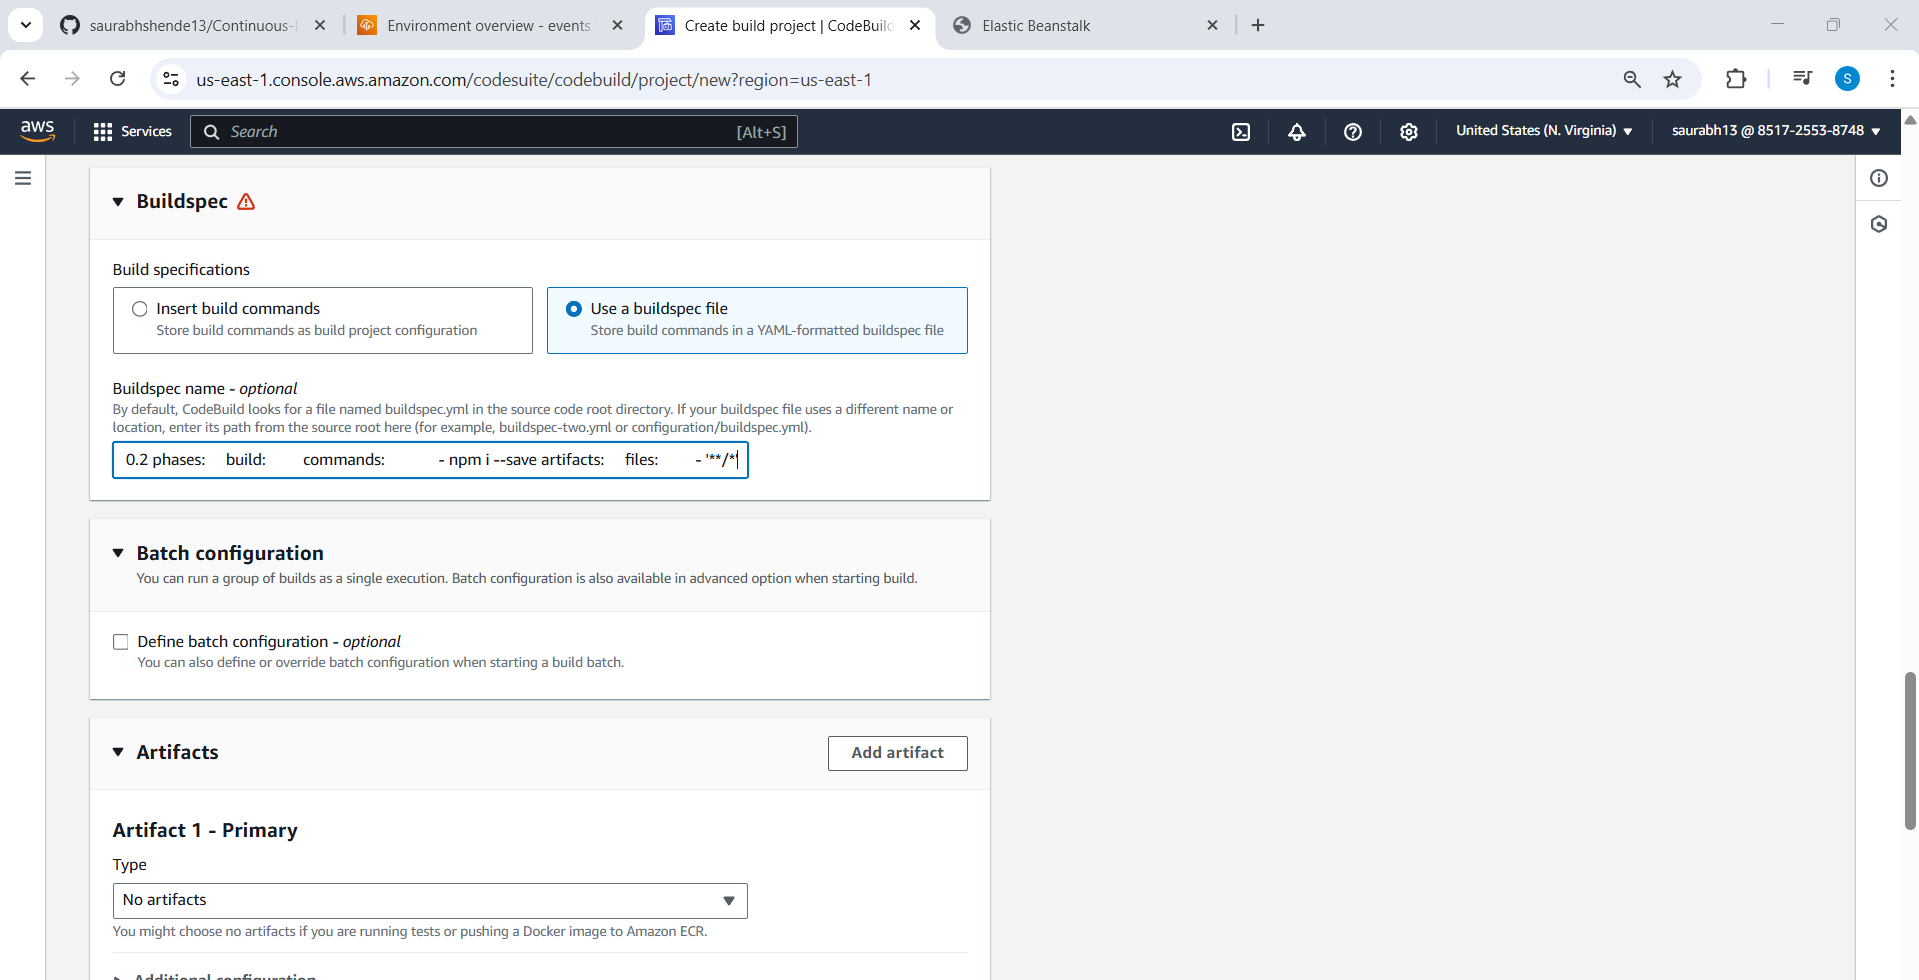 saurabhshende13/Continuous-D
Environment overview - events
Create build project | CodeBuild
Elastic Beanstalk
us-east-1.console.aws.amazon.com/codesuite/codebuild/project/new?region=us-east-1
S
aws
Services
Search
[Alt+S]
United States (N. Virginia)
saurabh13 @ 8517-2553-8748
Buildspec
Build specifications
Insert build commands
Store build commands as build project configuration
Use a buildspec file
Store build commands in a YAML-formatted buildspec file
Buildspec name - optional
By default, CodeBuild looks for a file named buildspec.yml in the source code root directory. If your buildspec file uses a different name or
location, enter its path from the source root here (for example, buildspec-two.yml or configuration/buildspec.yml).
0.2 phases: build: commands: - npm i --save artifacts: files: - '**/*'
Batch configuration
You can run a group of builds as a single execution. Batch configuration is also available in advanced option when starting build.
Define batch configuration - optional
You can also define or override batch configuration when starting a build batch.
Artifacts
Add artifact
Artifact 1 - Primary
Type
No artifacts
You might choose no artifacts if you are running tests or pushing a Docker image to Amazon ECR.
Additional configuration